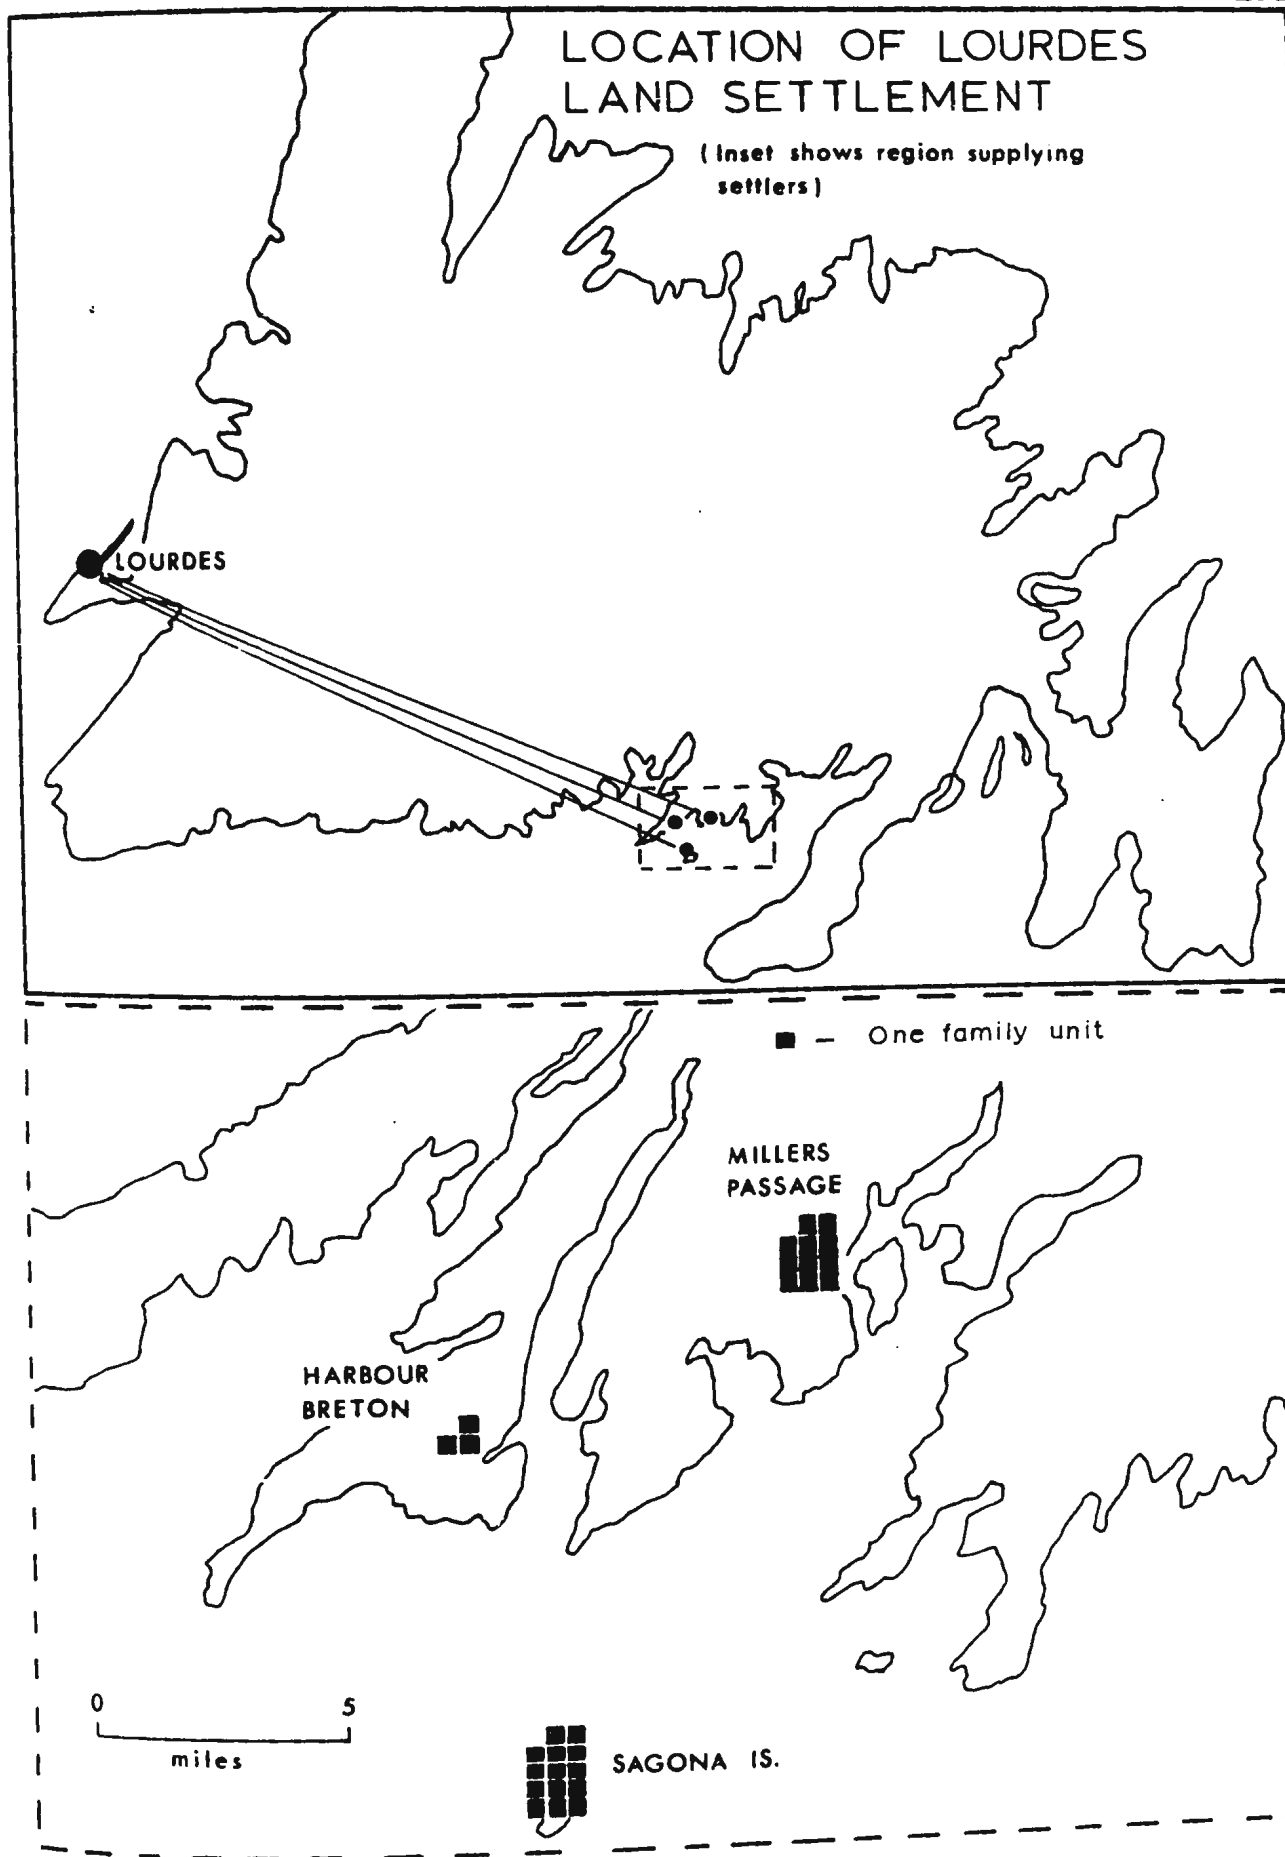 LOCATION OF LOURDES
LAND SETTLEMENT
(Inset shows region supplying
settlers)
LOURDES
■ – One family unit
MILLERS
PASSAGE
HARBOUR
BRETON
0 5
miles
SAGONA IS.